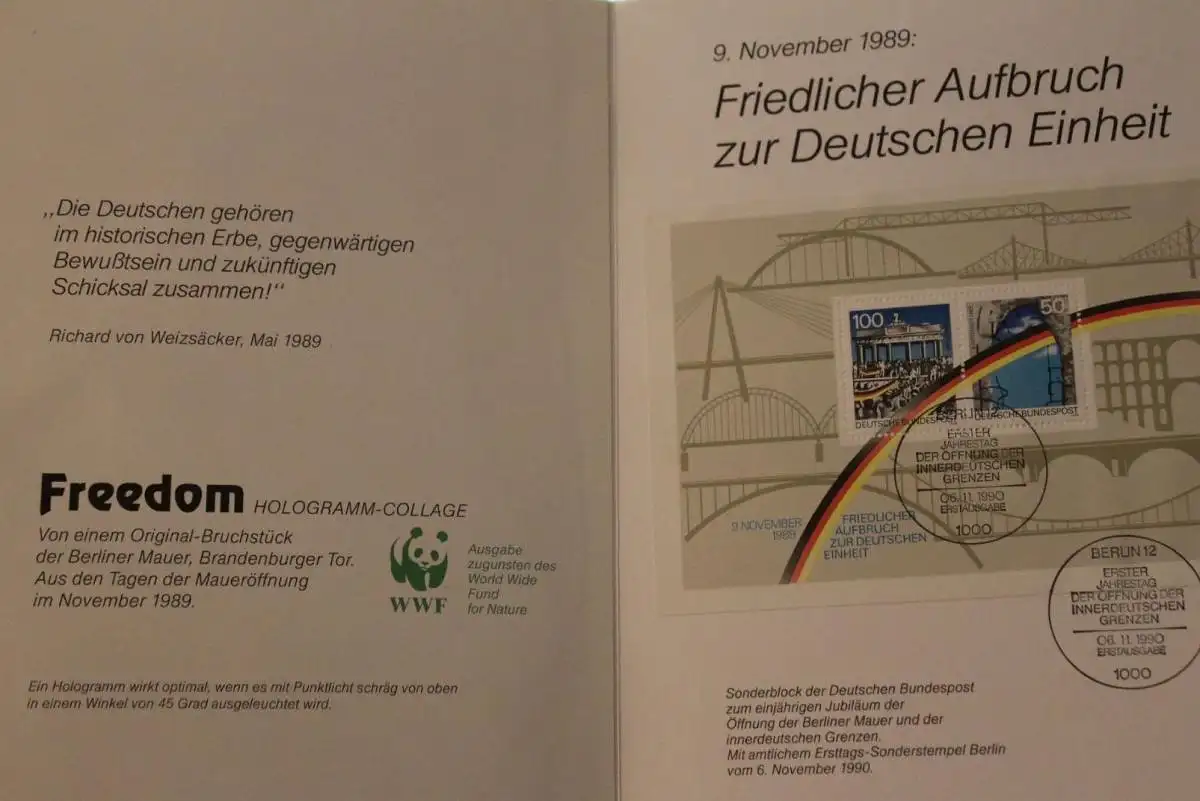 „Die Deutschen gehören
im historischen Erbe, gegenwärtigen
Bewußtsein und zukünftigen
Schicksal zusammen!“
Richard von Weizsäcker, Mai 1989
Freedom HOLOGRAMM-COLLAGE
Von einem Original-Bruchstück
der Berliner Mauer, Brandenburger Tor.
Aus den Tagen der Maueröffnung
im November 1989.
WWF
Ausgabe
zugunsten des
World Wide
Fund
for Nature
Ein Hologramm wirkt optimal, wenn es mit Punktlicht schräg von oben
in einem Winkel von 45 Grad ausgeleuchtet wird.
9. November 1989:
Friedlicher Aufbruch
zur Deutschen Einheit
100
DEUTSCHE BUNDESPOST
50
DEUTSCHE BUNDESPOST
9. NOVEMBER
1989
FRIEDLICHER
AUFBRUCH
ZUR DEUTSCHEN
EINHEIT
BERLIN 12
ERSTER
JAHRESTAG
DER ÖFFNUNG DER
INNERDEUTSCHEN
GRENZEN
06.11.1990
ERSTAUSGABE
1000
BERLIN 12
ERSTER
JAHRESTAG
DER ÖFFNUNG DER
INNERDEUTSCHEN
GRENZEN
06.11.1990
ERSTAUSGABE
1000
Sonderblock der Deutschen Bundespost
zum einjährigen Jubiläum der
Öffnung der Berliner Mauer und der
innerdeutschen Grenzen.
Mit amtlichem Ersttags-Sonderstempel Berlin
vom 6. November 1990.